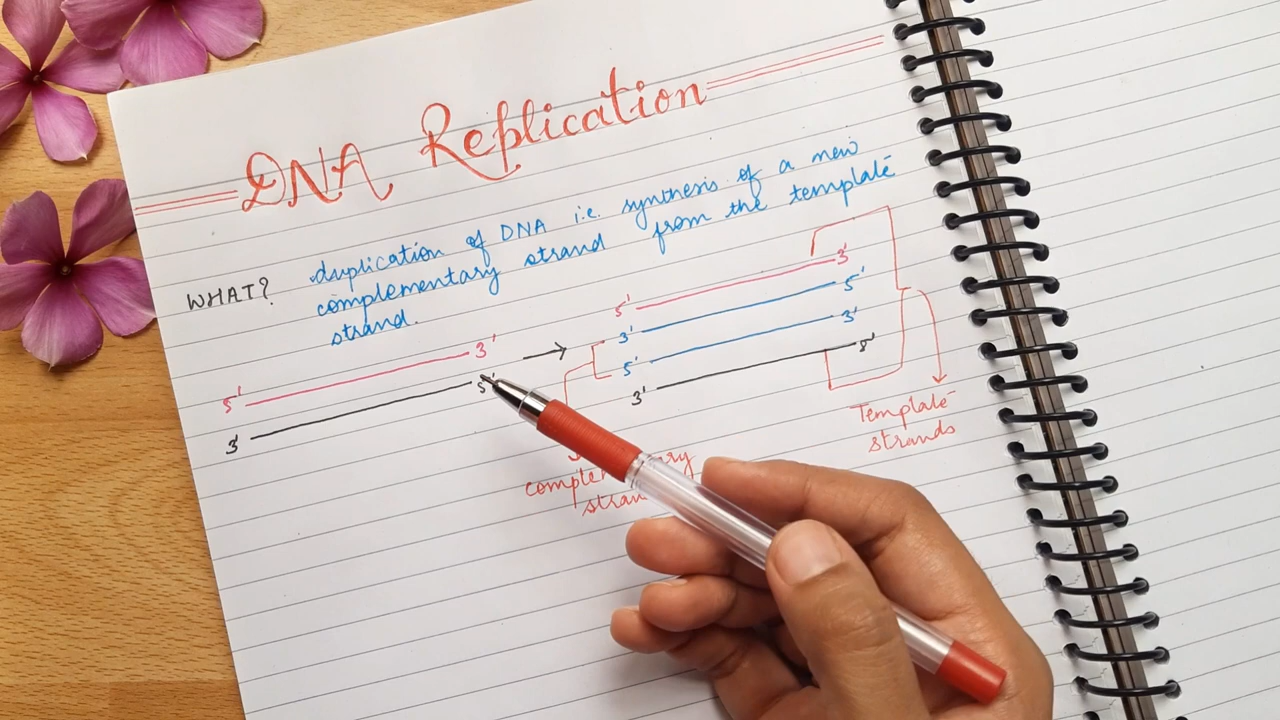 DNA Replication
WHAT? duplication of DNA i.e. synthesis of a new
complementary strand from the template
strand.
5' 3'
3' 5'
5' 3'
3' 5'
5' 3'
3'
Template
strands